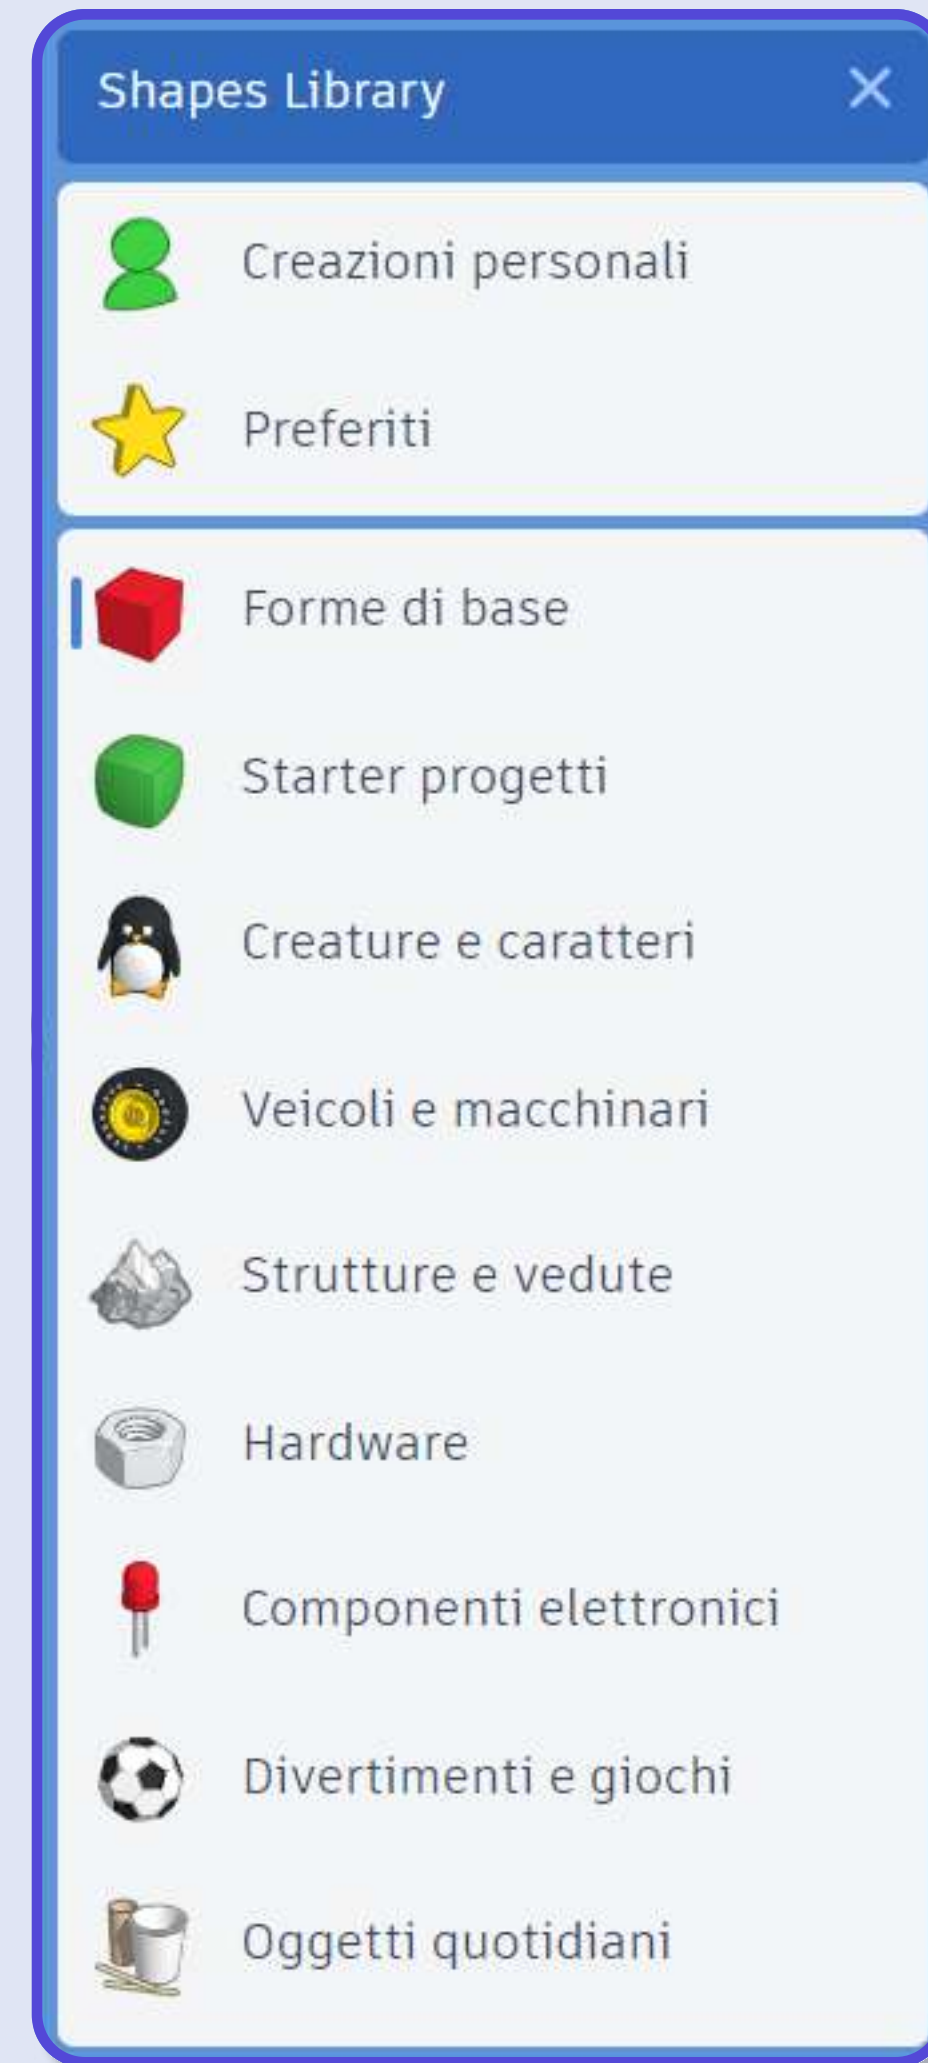 Shapes Library
Creazioni personali
Preferiti
Forme di base
Starter progetti
Creature e caratteri
Veicoli e macchinari
Strutture e vedute
Hardware
Componenti elettronici
Divertimenti e giochi
Oggetti quotidiani